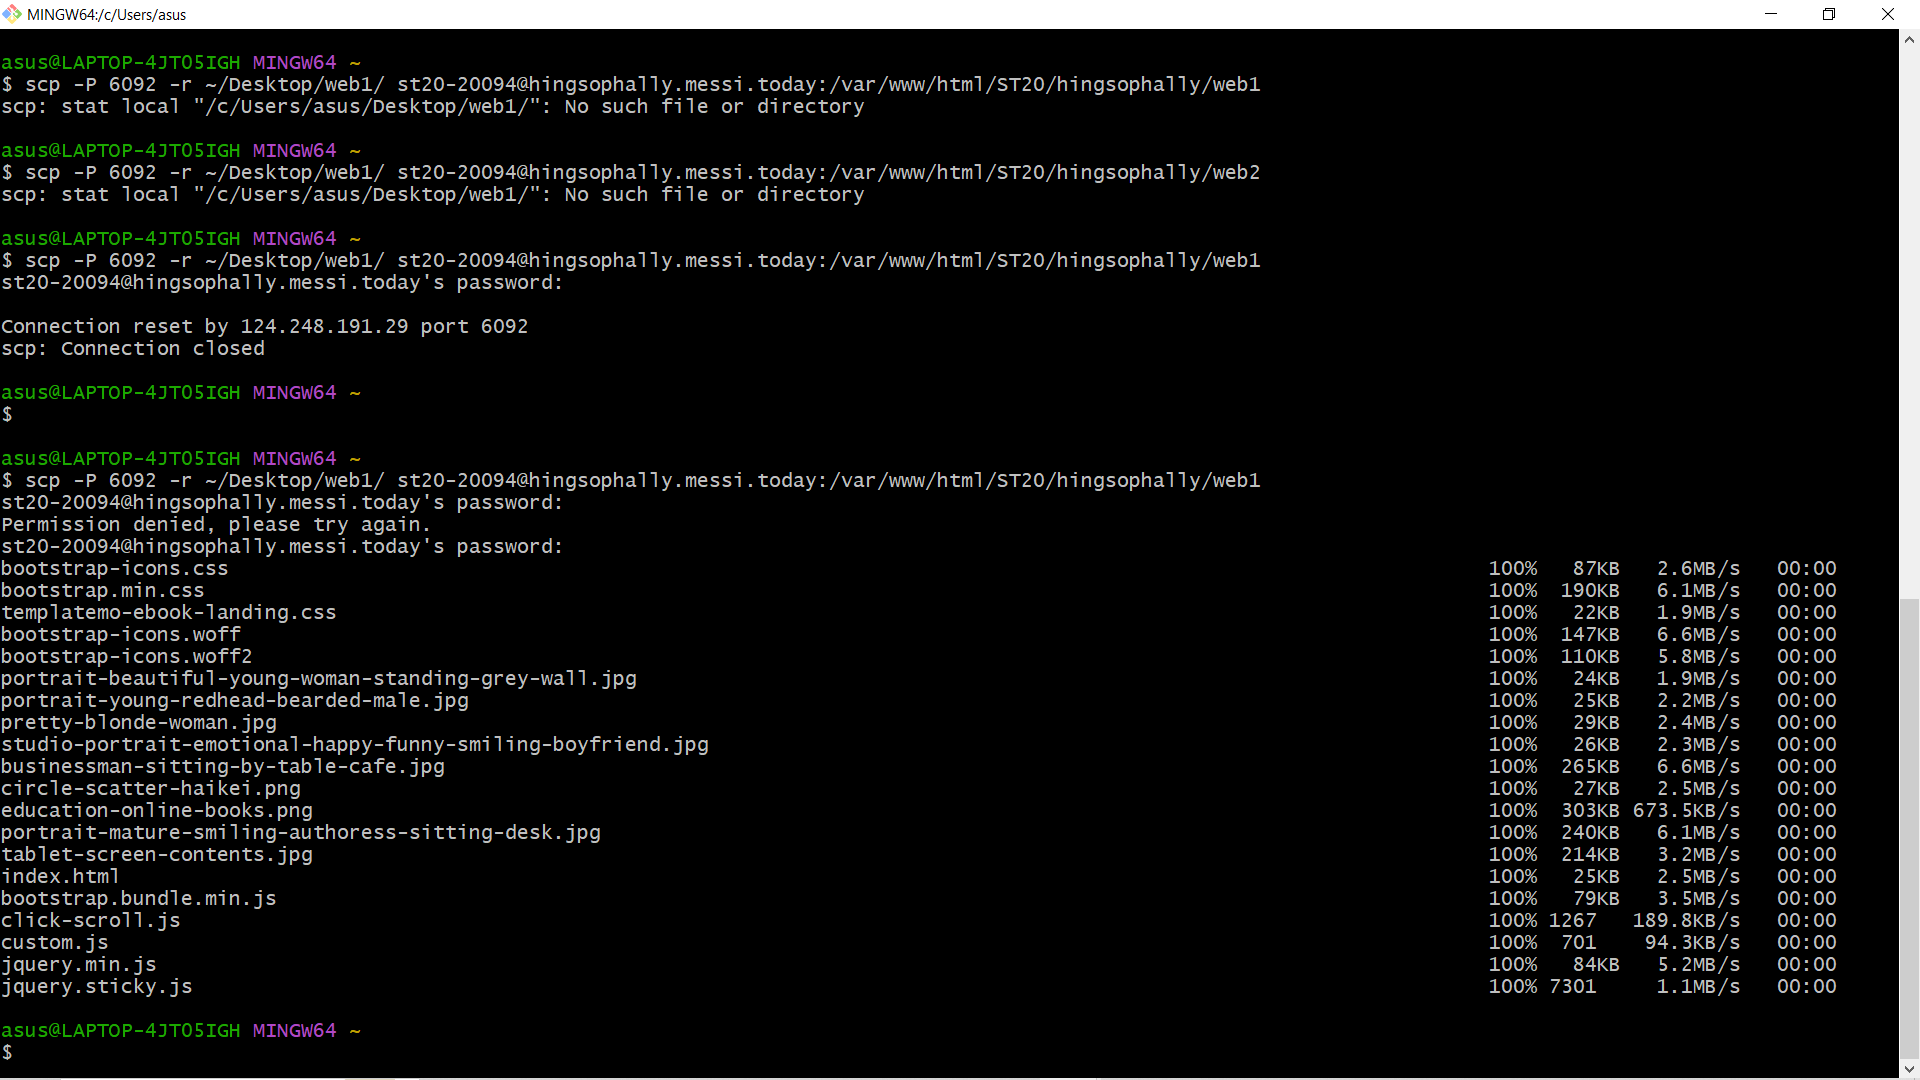 MINGW64:/c/Users/asus
asus@LAPTOP-4JT05IGH MINGW64 ~
$ scp -P 6092 -r ~/Desktop/web1/ st20-20094@hingsophally.messi.today:/var/www/html/ST20/hingsophally/web1
scp: stat local "/c/Users/asus/Desktop/web1/": No such file or directory
asus@LAPTOP-4JT05IGH MINGW64 ~
$ scp -P 6092 -r ~/Desktop/web1/ st20-20094@hingsophally.messi.today:/var/www/html/ST20/hingsophally/web2
scp: stat local "/c/Users/asus/Desktop/web1/": No such file or directory
asus@LAPTOP-4JT05IGH MINGW64 ~
$ scp -P 6092 -r ~/Desktop/web1/ st20-20094@hingsophally.messi.today:/var/www/html/ST20/hingsophally/web1
st20-20094@hingsophally.messi.today's password:
Connection reset by 124.248.191.29 port 6092
scp: Connection closed
asus@LAPTOP-4JT05IGH MINGW64 ~
$
asus@LAPTOP-4JT05IGH MINGW64 ~
$ scp -P 6092 -r ~/Desktop/web1/ st20-20094@hingsophally.messi.today:/var/www/html/ST20/hingsophally/web1
st20-20094@hingsophally.messi.today's password:
Permission denied, please try again.
st20-20094@hingsophally.messi.today's password:
bootstrap-icons.css 100% 87KB 2.6MB/s 00:00
bootstrap.min.css 100% 190KB 6.1MB/s 00:00
templatemo-ebook-landing.css 100% 22KB 1.9MB/s 00:00
bootstrap-icons.woff 100% 147KB 6.6MB/s 00:00
bootstrap-icons.woff2 100% 110KB 5.8MB/s 00:00
portrait-beautiful-young-woman-standing-grey-wall.jpg 100% 24KB 1.9MB/s 00:00
portrait-young-redhead-bearded-male.jpg 100% 25KB 2.2MB/s 00:00
pretty-blonde-woman.jpg 100% 29KB 2.4MB/s 00:00
studio-portrait-emotional-happy-funny-smiling-boyfriend.jpg 100% 26KB 2.3MB/s 00:00
businessman-sitting-by-table-cafe.jpg 100% 265KB 6.6MB/s 00:00
circle-scatter-haikei.png 100% 27KB 2.5MB/s 00:00
education-online-books.png 100% 303KB 673.5KB/s 00:00
portrait-mature-smiling-authoress-sitting-desk.jpg 100% 240KB 6.1MB/s 00:00
tablet-screen-contents.jpg 100% 214KB 3.2MB/s 00:00
index.html 100% 25KB 2.5MB/s 00:00
bootstrap.bundle.min.js 100% 79KB 3.5MB/s 00:00
click-scroll.js 100% 1267 189.8KB/s 00:00
custom.js 100% 701 94.3KB/s 00:00
jquery.min.js 100% 84KB 5.2MB/s 00:00
jquery.sticky.js 100% 7301 1.1MB/s 00:00
asus@LAPTOP-4JT05IGH MINGW64 ~
$